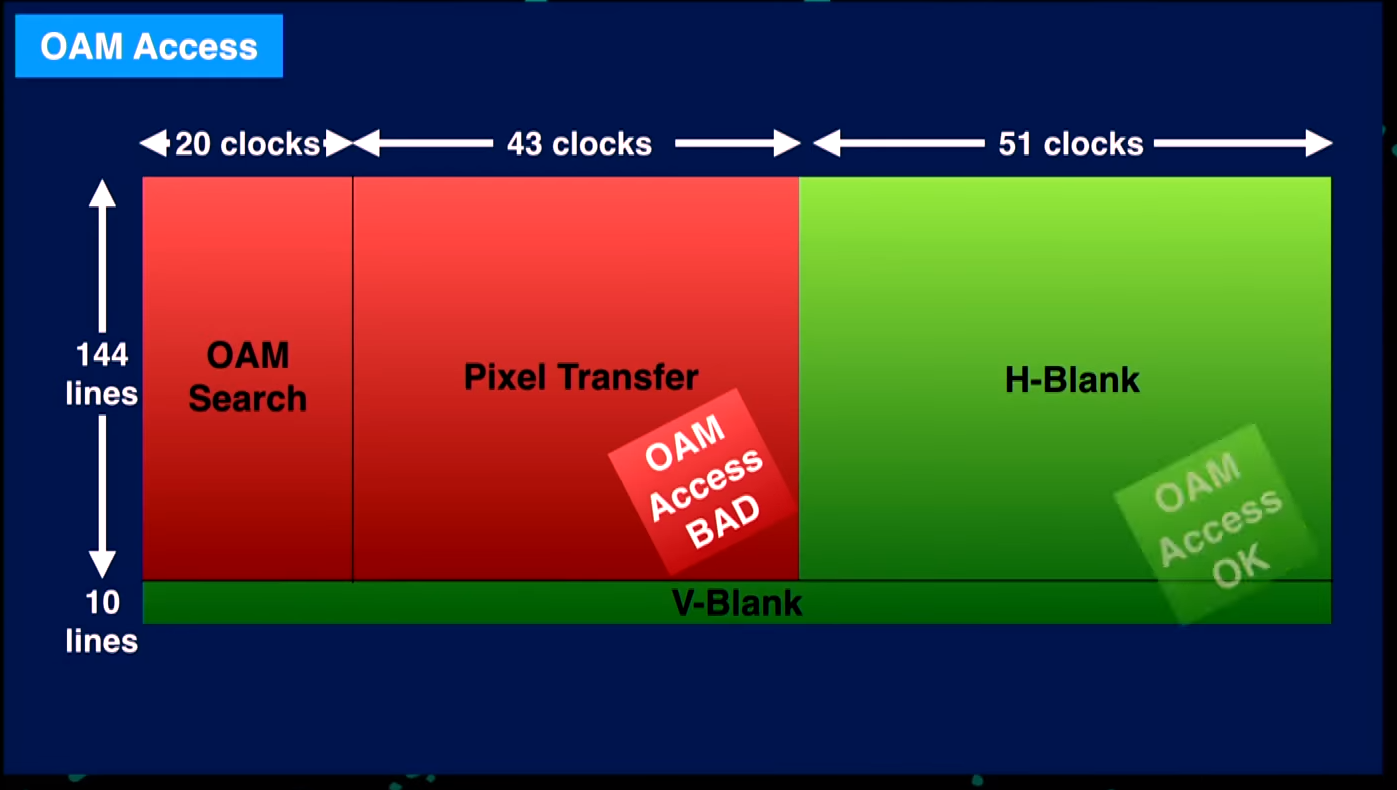 OAM Access
20 clocks
43 clocks
51 clocks
144
lines
OAM
Search
Pixel Transfer
H-Blank
OAM
Access
BAD
OAM
Access
OK
10
lines
V-Blank